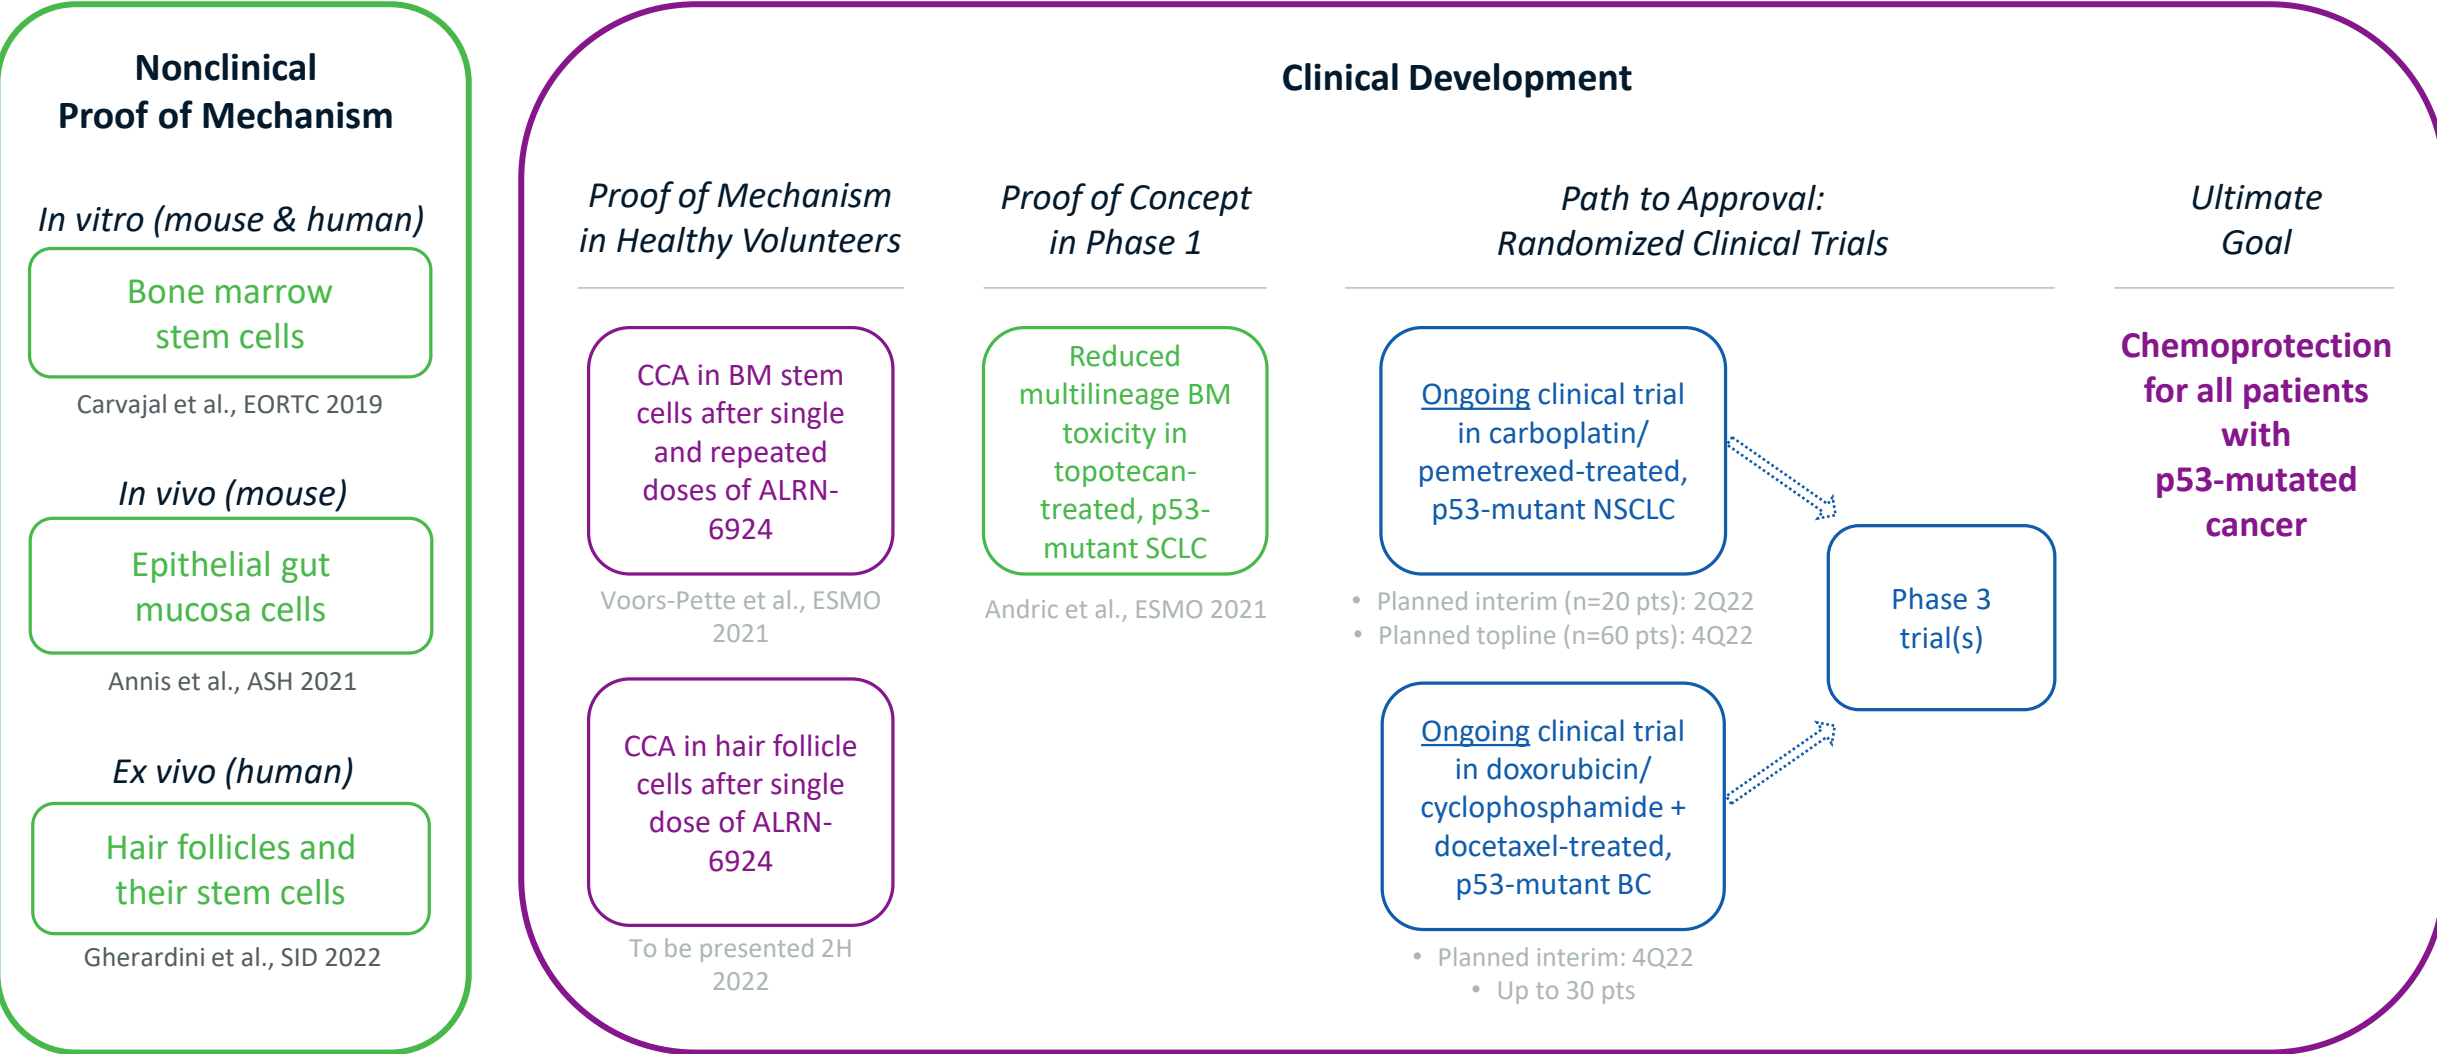 Nonclinical
Proof of Mechanism
In vitro (mouse & human)
Bone marrow
stem cells
Carvajal et al., EORTC 2019
In vivo (mouse)
Epithelial gut
mucosa cells
Annis et al., ASH 2021
Ex vivo (human)
Hair follicles and
their stem cells
Gherardini et al., SID 2022
Clinical Development
Proof of Mechanism
in Healthy Volunteers
CCA in BM stem
cells after single
and repeated
doses of ALRN-
6924
Voors-Pette et al., ESMO
2021
CCA in hair follicle
cells after single
dose of ALRN-
6924
To be presented 2H
2022
Proof of Concept
in Phase 1
Reduced
multilineage BM
toxicity in
topotecan-
treated, p53-
mutant SCLC
Andric et al., ESMO 2021
Path to Approval:
Randomized Clinical Trials
Ongoing clinical trial
in carboplatin/
pemetrexed-treated,
p53-mutant NSCLC
• Planned interim (n=20 pts): 2Q22
• Planned topline (n=60 pts): 4Q22
Ongoing clinical trial
in doxorubicin/
cyclophosphamide +
docetaxel-treated,
p53-mutant BC
• Planned interim: 4Q22
• Up to 30 pts
Phase 3
trial(s)
Ultimate
Goal
Chemoprotection
for all patients
with
p53-mutated
cancer